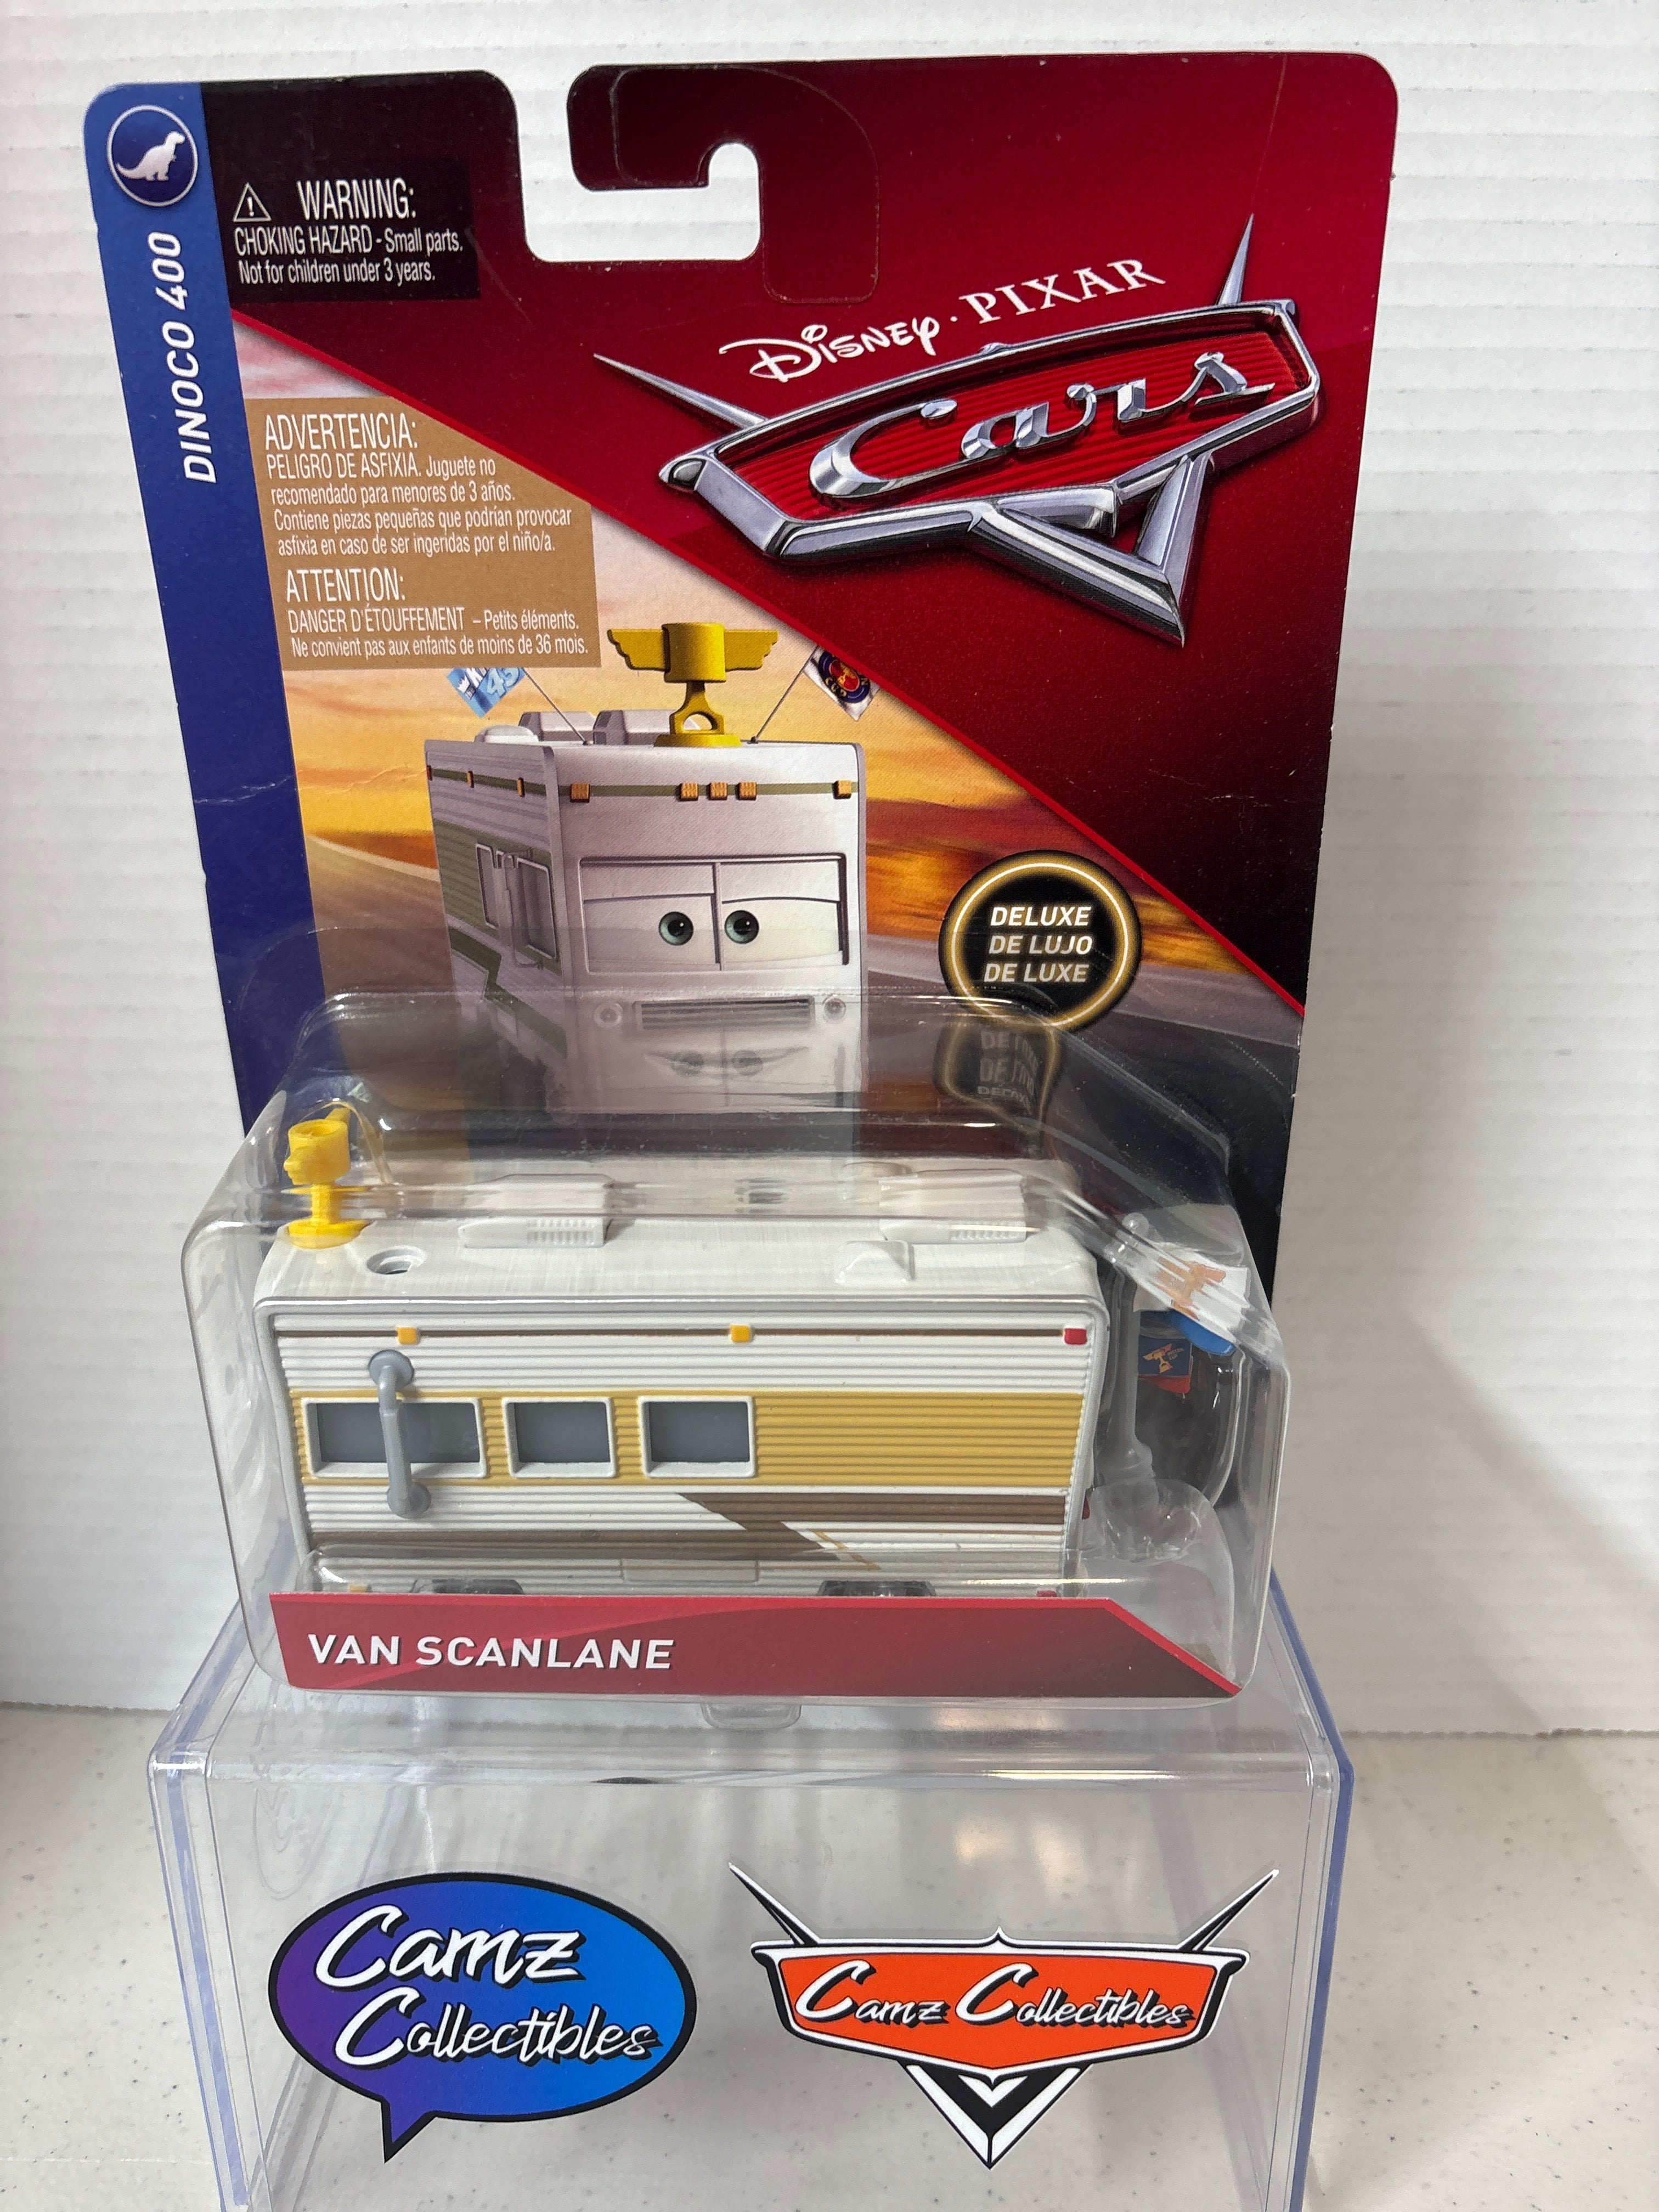 DINOCO 400
WARNING:
CHOKING HAZARD - Small parts.
Not for children under 3 years.
Disney · PIXAR
Cars
ADVERTENCIA:
PELIGRO DE ASFIXIA. Juguete no
recomendado para menores de 3 años.
Contiene piezas pequeñas que podrían provocar
asfixia en caso de ser ingeridas por el niño/a.
ATTENTION:
DANGER D'ÉTOUFFEMENT – Petits éléments.
Ne convient pas aux enfants de moins de 36 mois.
43
CUP
DELUXE
DE LUJO
DE LUXE
VAN SCANLANE
Camz
Collectibles
Camz Collectibles